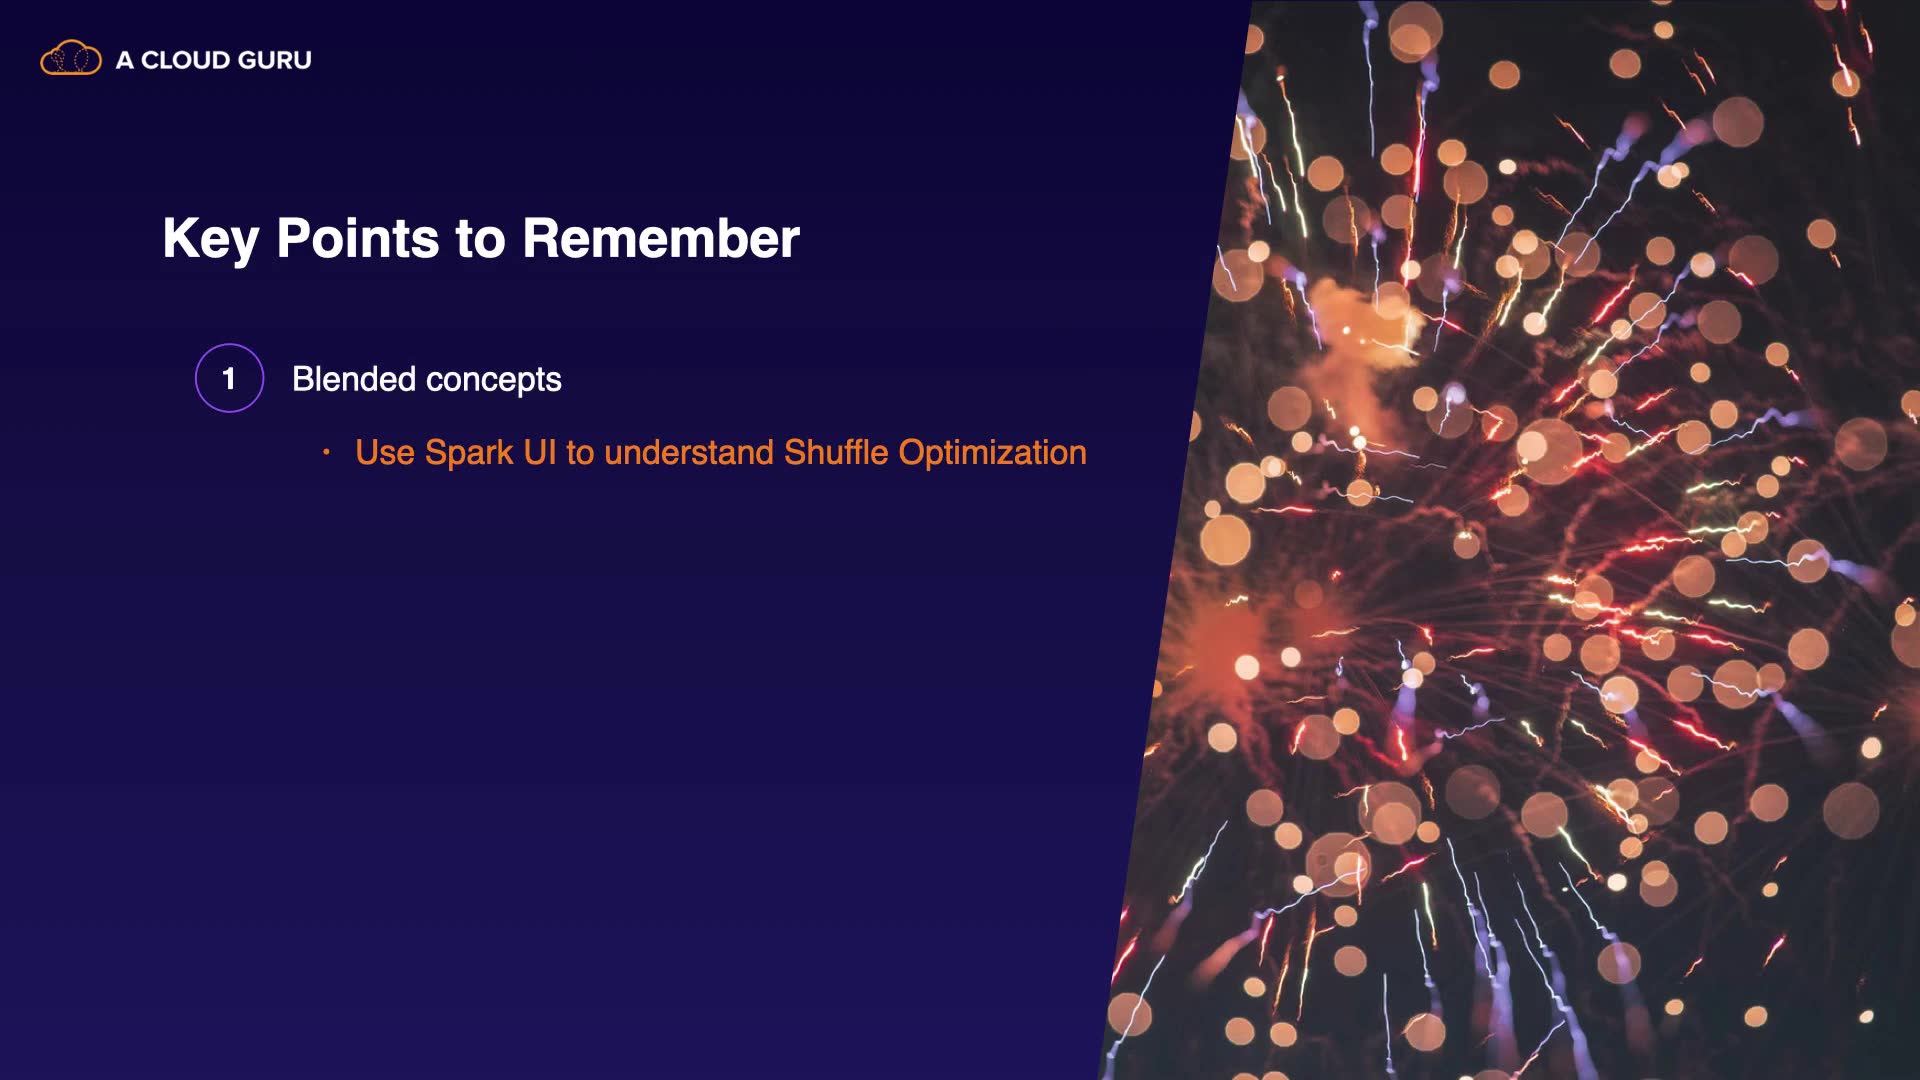 A CLOUD GURU
Key Points to Remember
1 Blended concepts
· Use Spark UI to understand Shuffle Optimization